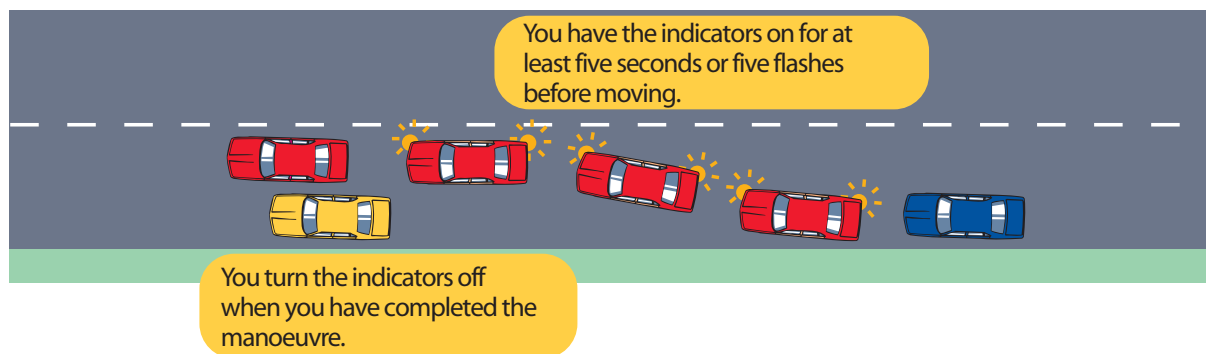 You have the indicators on for at
least five seconds or five flashes
before moving.
You turn the indicators off
when you have completed the
manoeuvre.